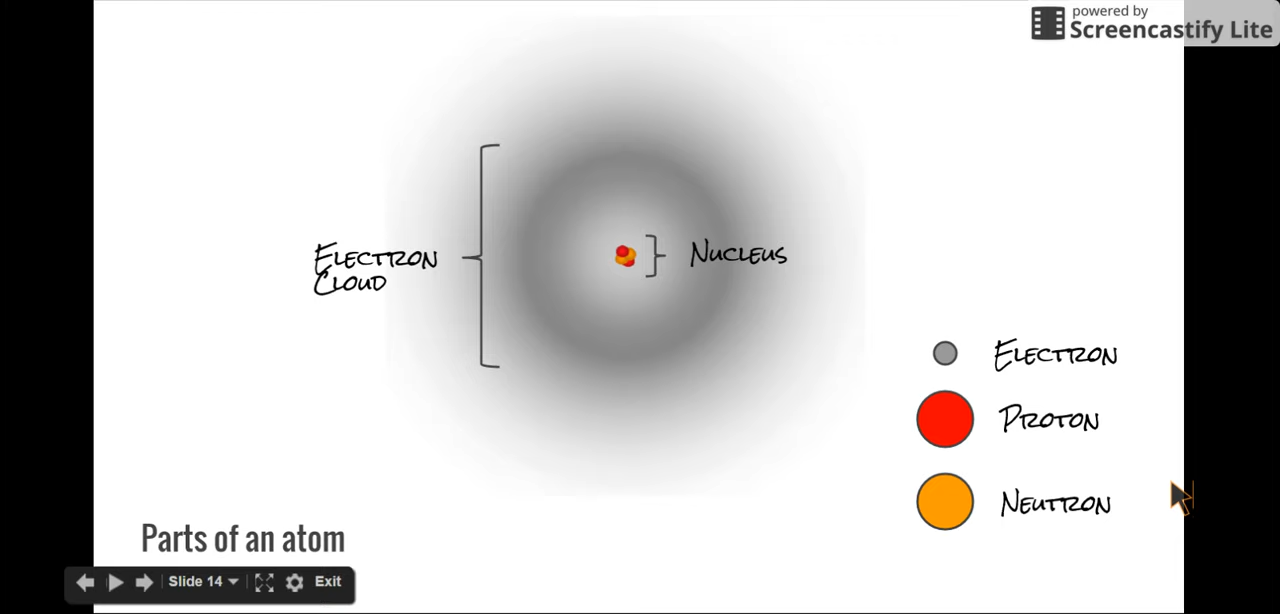 powered by
Screencastify Lite
Electron
Cloud
Nucleus
Electron
Proton
Neutron
Parts of an atom
Slide 14
Exit